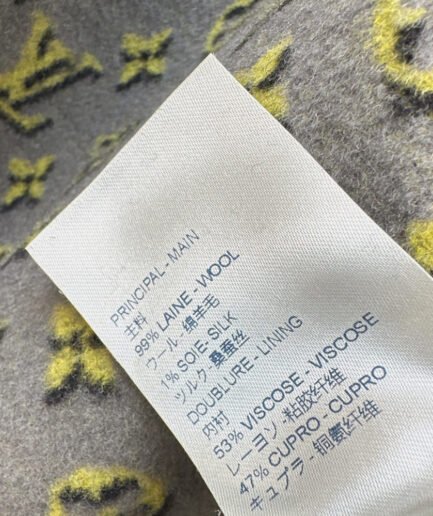 PRINCIPAL - MAIN
主料
99% LAINE - WOOL
ウール - 绵羊毛
1% SOIE- SILK
シルク - 桑蚕丝
DOUBLURE - LINING
内衬
53% VISCOSE - VISCOSE
レーヨン - 粘胶纤维
47% CUPRO - CUPRO
キュプラ - 铜氨纤维